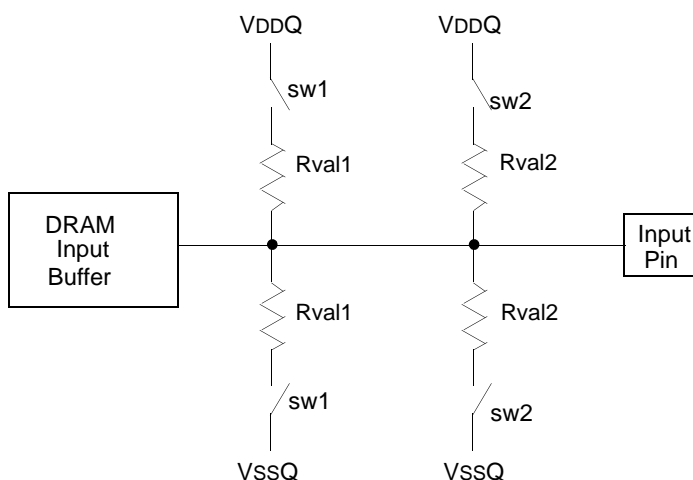 VDDQ VDDQ
sw1 sw2
Rval1 Rval2
DRAM
Input
Buffer
Input
Pin
Rval1 Rval2
sw1 sw2
VSSQ VSSQ